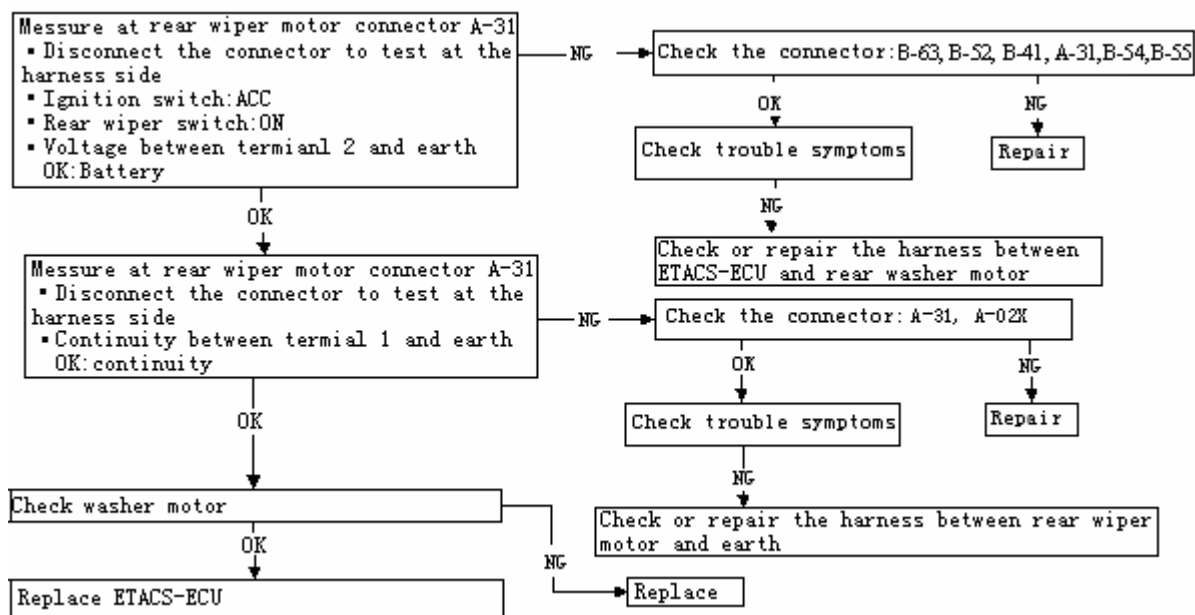 Messure at rear wiper motor connector A-31
▪ Disconnect the connector to test at the
harness side
▪ Ignition switch:ACC
▪ Rear wiper switch:ON
▪ Voltage between termianl 2 and earth
OK:Battery
NG
Check the connector:B-63, B-52, B-41, A-31,B-54,B-55
OK
NG
Check trouble symptoms
Repair
NG
Check or repair the harness between
ETACS-ECU and rear washer motor
OK
Messure at rear wiper motor connector A-31
▪ Disconnect the connector to test at the
harness side
▪ Continuity between termial 1 and earth
OK:continuity
NG
Check the connector:A-31, A-02X
OK
NG
Check trouble symptoms
Repair
NG
Check or repair the harness between rear wiper
motor and earth
OK
Check washer motor
OK
NG
Replace ETACS-ECU
Replace